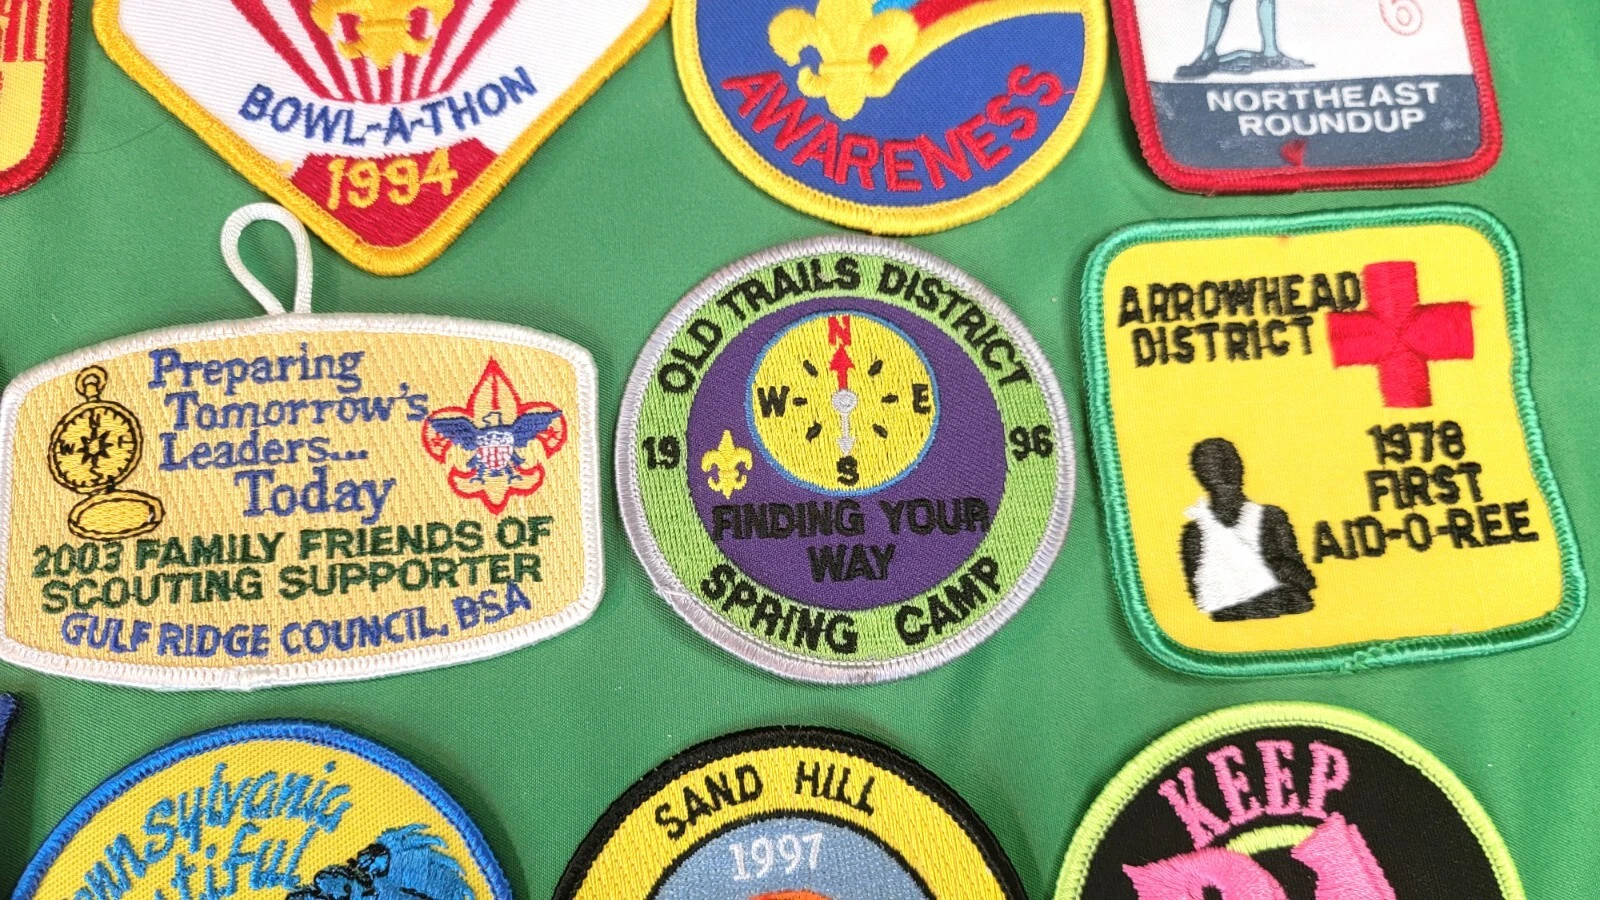 BOWL-A-THON
1994
AWARENESS
NORTHEAST
ROUNDUP
Preparing
Tomorrow's
Leaders...
Today
2003 FAMILY FRIENDS OF
SCOUTING SUPPORTER
GULF RIDGE COUNCIL, BSA
OLD TRAILS DISTRICT
19 96
N
W E
S
FINDING YOUR
WAY
SPRING CAMP
ARROWHEAD
DISTRICT
1978
FIRST
AID-O-REE
SAND HILL
1997
KEEP